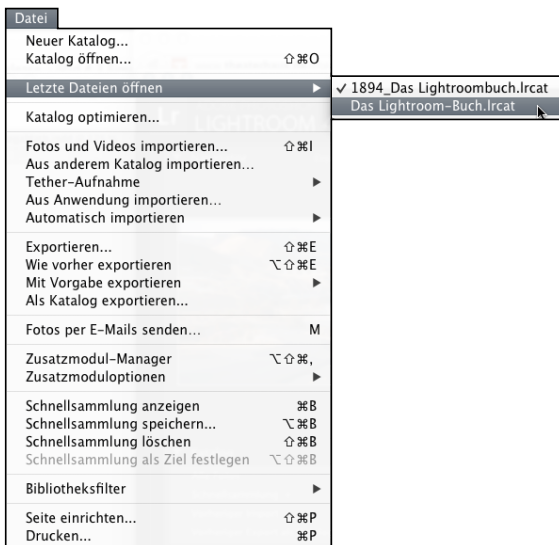 Datei
Neuer Katalog...
Katalog öffnen... ⇧⌘O
Letzte Dateien öffnen ▶
✓ 1894_Das Lightroombuch.lrcat
Das Lightroom-Buch.lrcat
Katalog optimieren...
LIGHTROOM
Fotos und Videos importieren... ⇧⌘I
Aus anderem Katalog importieren...
Tether-Aufnahme ▶
Aus Anwendung importieren...
Automatisch importieren ▶
Exportieren... ⇧⌘E
Wie vorher exportieren ⌥⇧⌘E
Mit Vorgabe exportieren ▶
Als Katalog exportieren...
Fotos per E-Mails senden... M
Zusatzmodul-Manager ⌥⇧⌘,
Zusatzmoduloptionen ▶
Schnellsammlung anzeigen ⌘B
Schnellsammlung speichern... ⌥⌘B
Schnellsammlung löschen ⇧⌘B
Schnellsammlung als Ziel festlegen ⌥⇧⌘B
Bibliotheksfilter ▶
Seite einrichten... ⇧⌘P
Drucken... ⌘P